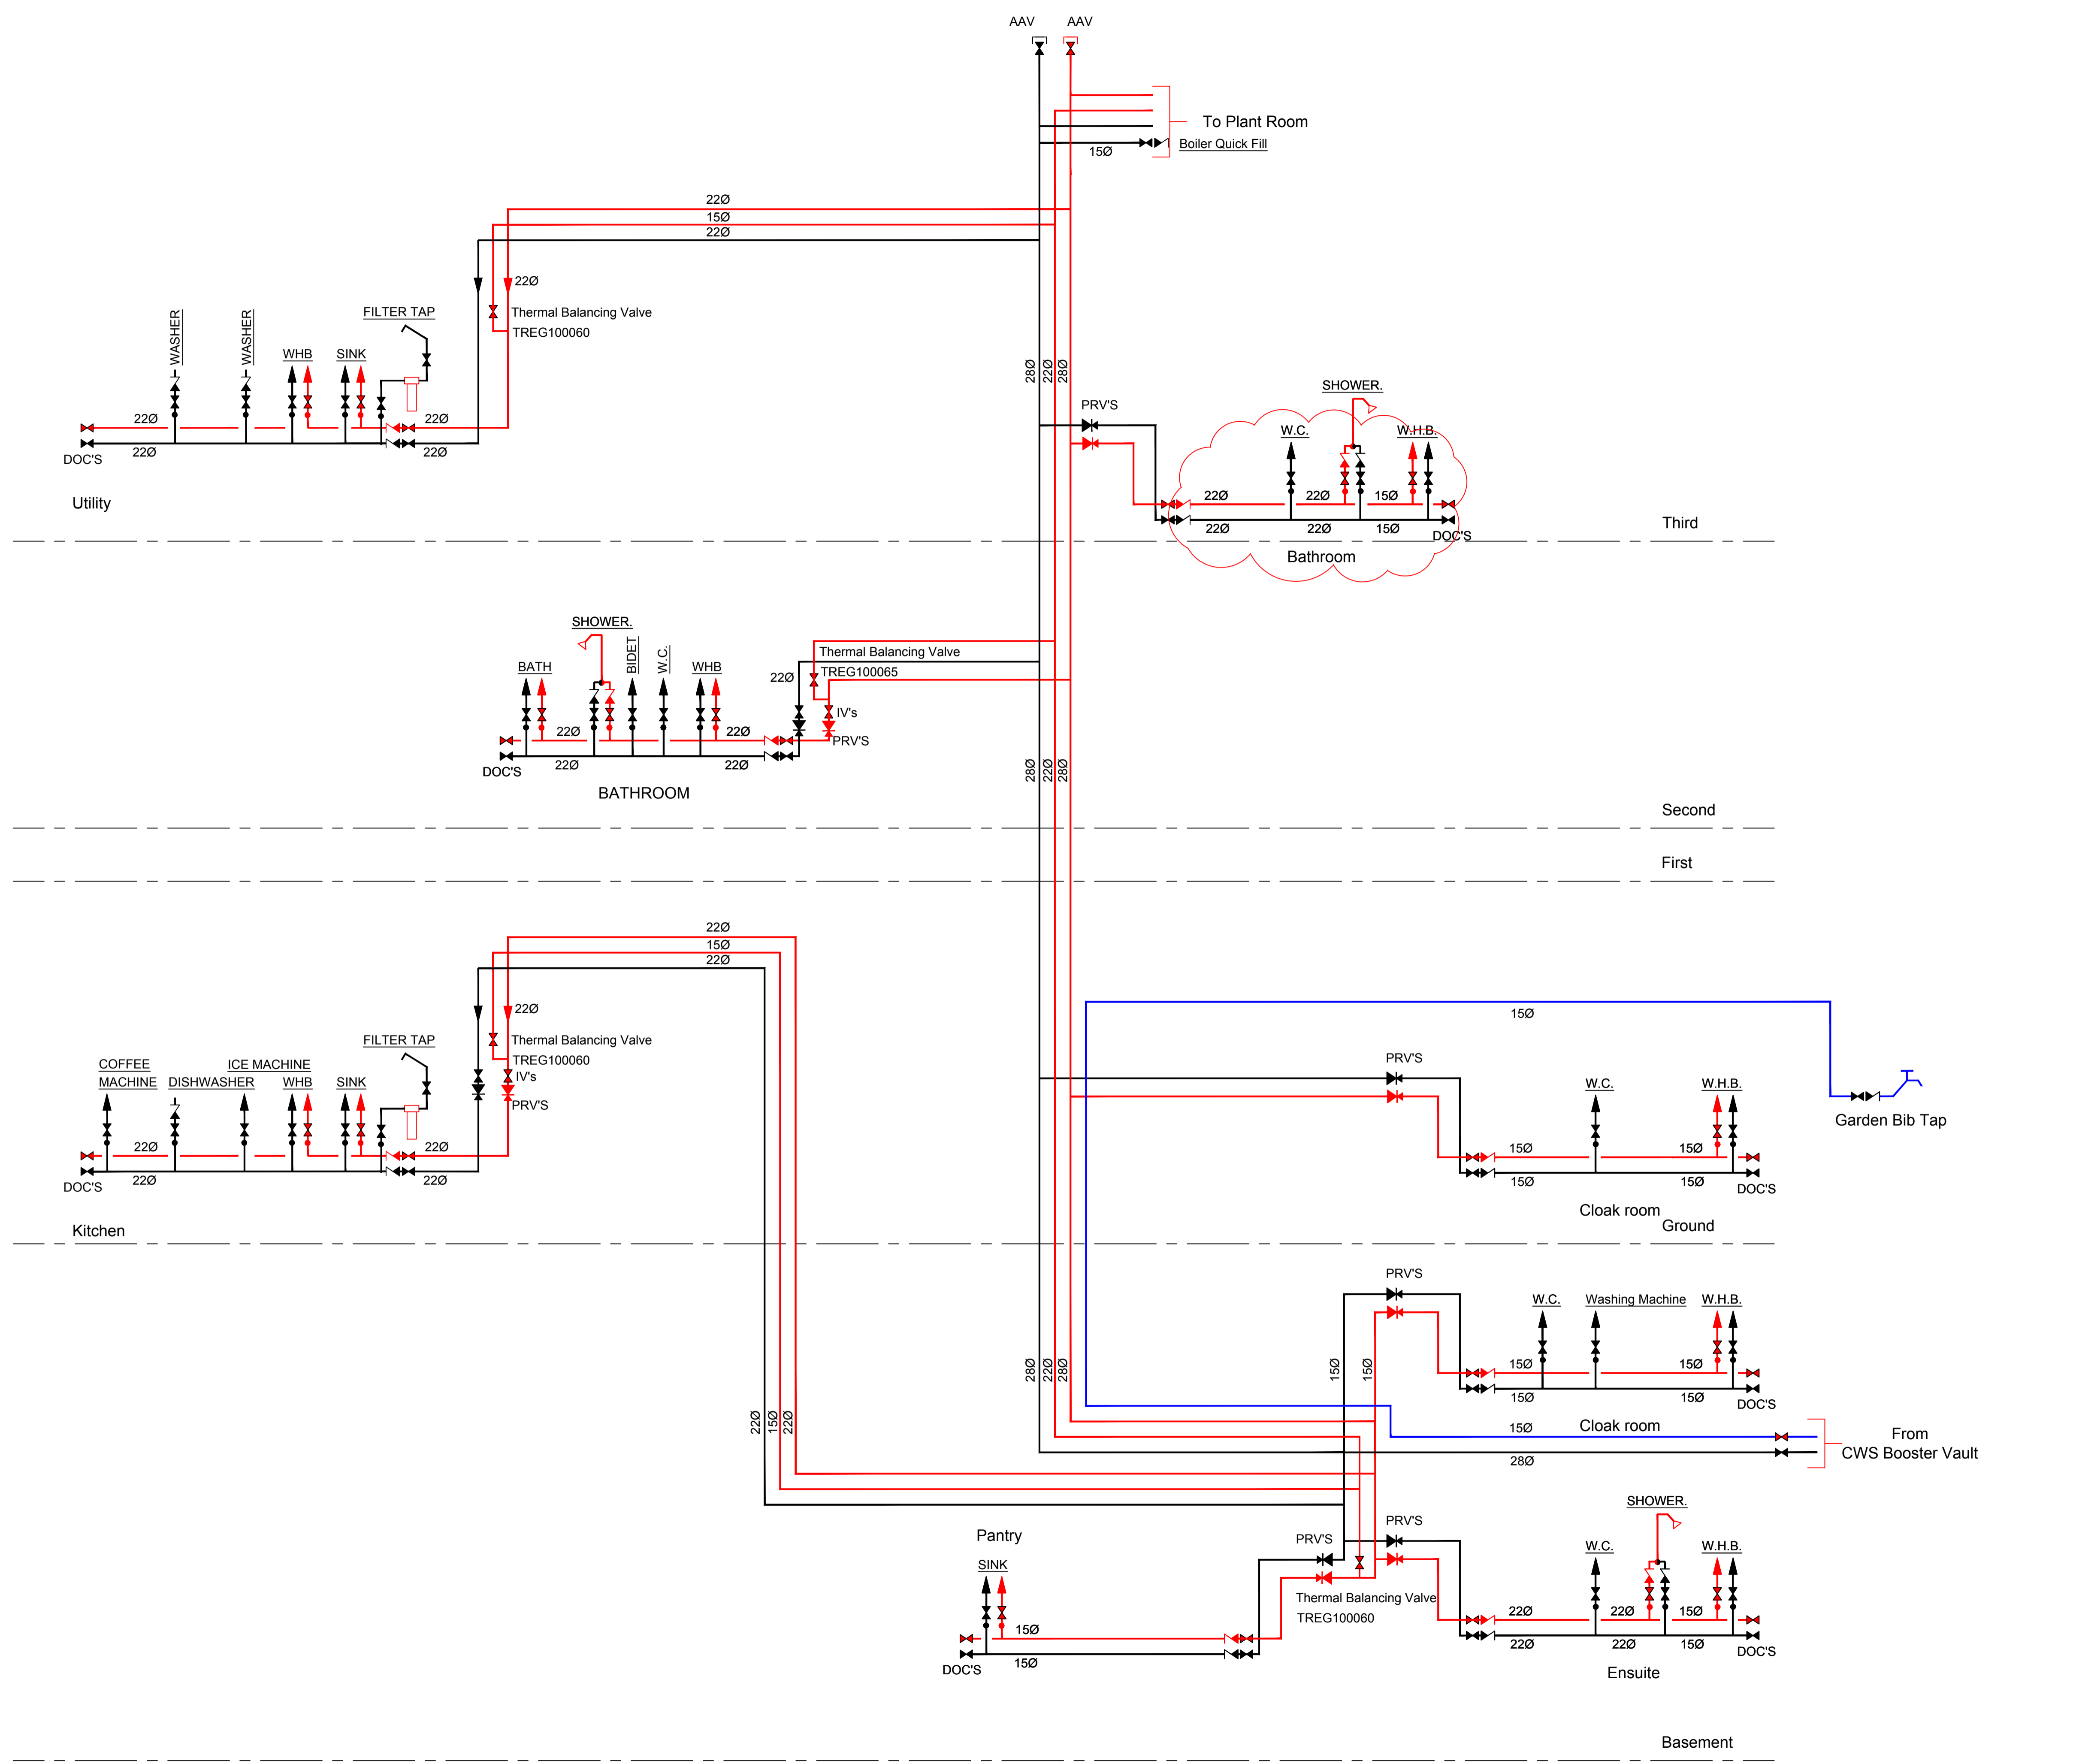 AAV
AAV
To Plant Room
15Ø
Boiler Quick Fill
22Ø
15Ø
22Ø
22Ø
Thermal Balancing Valve
TREG100060
FILTER TAP
WASHER
WASHER
WHB
SINK
22Ø
22Ø
22Ø
22Ø
DOC'S
Utility
28Ø
22Ø
28Ø
PRV'S
SHOWER.
W.C.
W.H.B.
22Ø
22Ø
15Ø
22Ø
22Ø
15Ø
DOC'S
Bathroom
Third
SHOWER.
BATH
BIDET
W.C.
WHB
22Ø
Thermal Balancing Valve
TREG100065
IV's
PRV'S
22Ø
22Ø
22Ø
22Ø
DOC'S
BATHROOM
28Ø
22Ø
28Ø
Second
First
22Ø
15Ø
22Ø
22Ø
Thermal Balancing Valve
TREG100060
IV's
PRV'S
FILTER TAP
COFFEE
MACHINE
DISHWASHER
ICE MACHINE
WHB
SINK
22Ø
22Ø
22Ø
22Ø
DOC'S
Kitchen
15Ø
Garden Bib Tap
PRV'S
W.C.
W.H.B.
15Ø
15Ø
15Ø
15Ø
DOC'S
Cloak room
Ground
PRV'S
W.C.
Washing Machine
W.H.B.
28Ø
22Ø
28Ø
15Ø
15Ø
15Ø
15Ø
15Ø
15Ø
DOC'S
Cloak room
22Ø
15Ø
22Ø
15Ø
28Ø
From
CWS Booster Vault
Pantry
SINK
PRV'S
PRV'S
SHOWER.
W.C.
W.H.B.
Thermal Balancing Valve
TREG100060
15Ø
15Ø
DOC'S
22Ø
22Ø
15Ø
22Ø
22Ø
15Ø
DOC'S
Ensuite
Basement